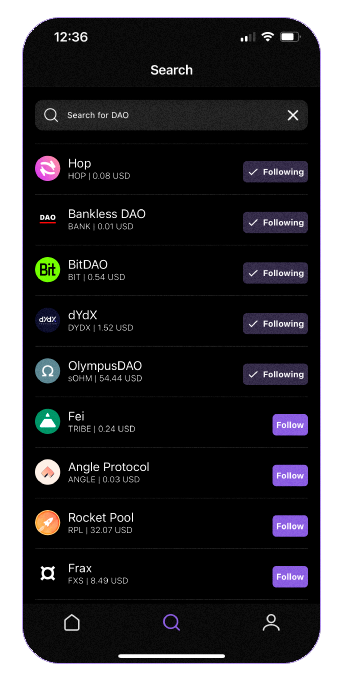 12:36
Search
Search for DAO
Hop
HOP | 0.08 USD
Following
DAO
Bankless DAO
BANK | 0.01 USD
Following
Bit
BitDAO
BIT | 0.54 USD
Following
dYdX
dYdX
DYDX | 1.52 USD
Following
OlympusDAO
sOHM | 54.44 USD
Following
Fei
TRIBE | 0.24 USD
Follow
Angle Protocol
ANGLE | 0.03 USD
Follow
Rocket Pool
RPL | 32.07 USD
Follow
Frax
FXS | 8.49 USD
Follow